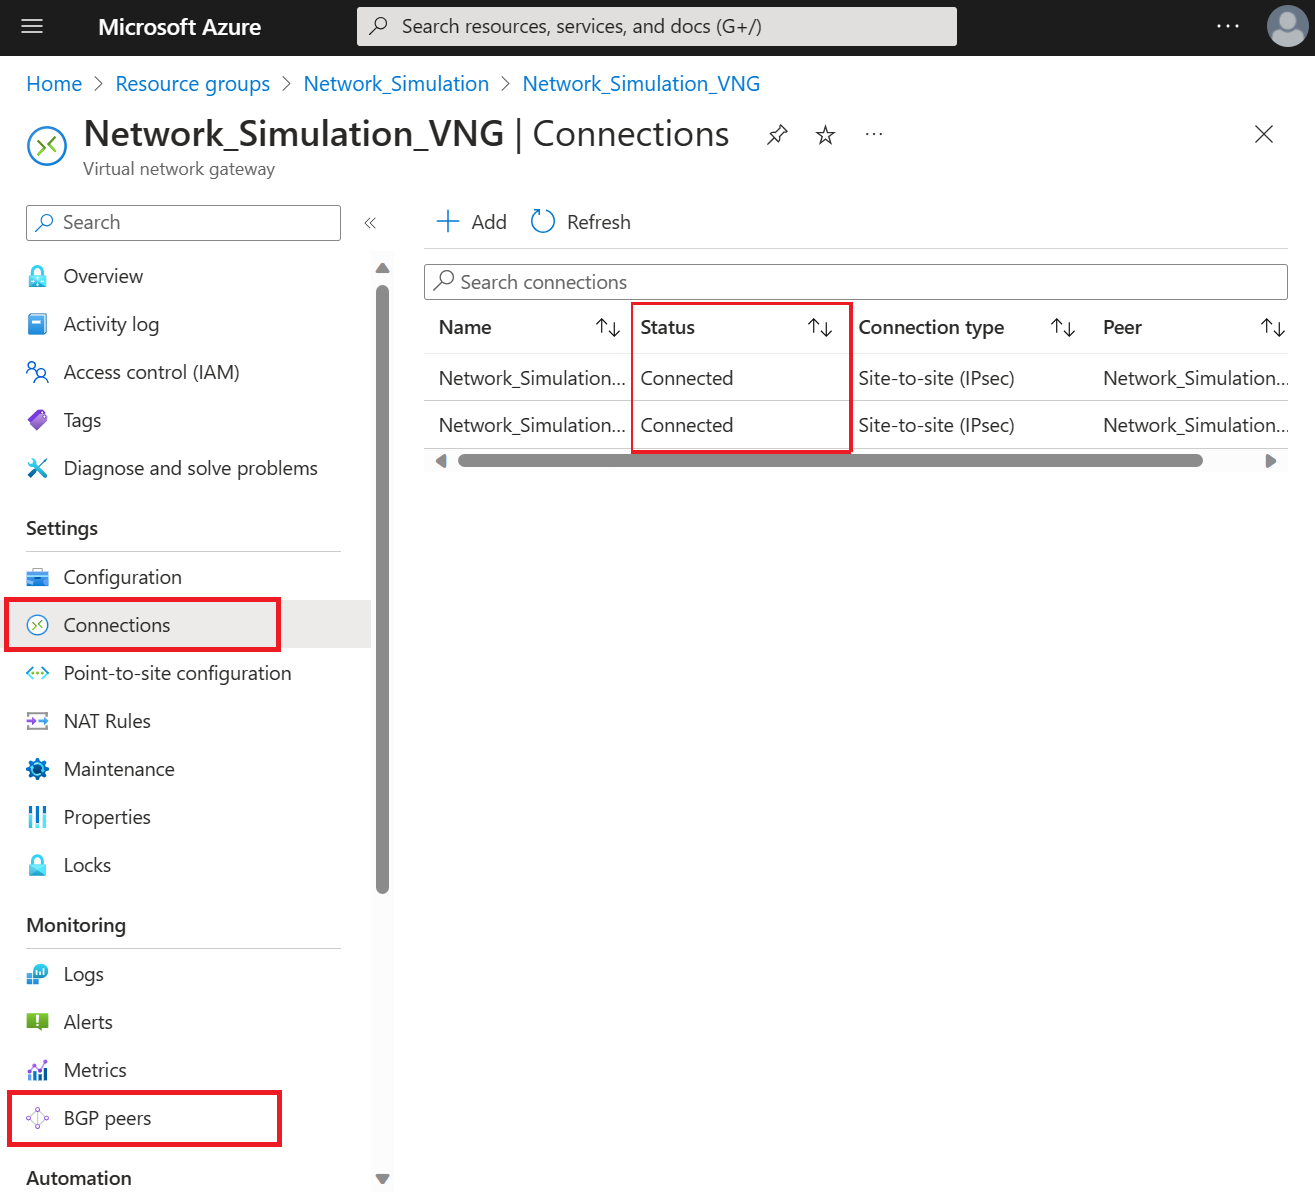 Microsoft Azure
Search resources, services, and docs (G+/)
Home > Resource groups > Network_Simulation > Network_Simulation_VNG
Network_Simulation_VNG | Connections
Virtual network gateway
Search
Overview
Activity log
Access control (IAM)
Tags
Diagnose and solve problems
Settings
Configuration
Connections
Point-to-site configuration
NAT Rules
Maintenance
Properties
Locks
Monitoring
Logs
Alerts
Metrics
BGP peers
Automation
Add Refresh
Search connections
Name Status Connection type Peer
Network_Simulation... Connected Site-to-site (IPsec) Network_Simulation...
Network_Simulation... Connected Site-to-site (IPsec) Network_Simulation...